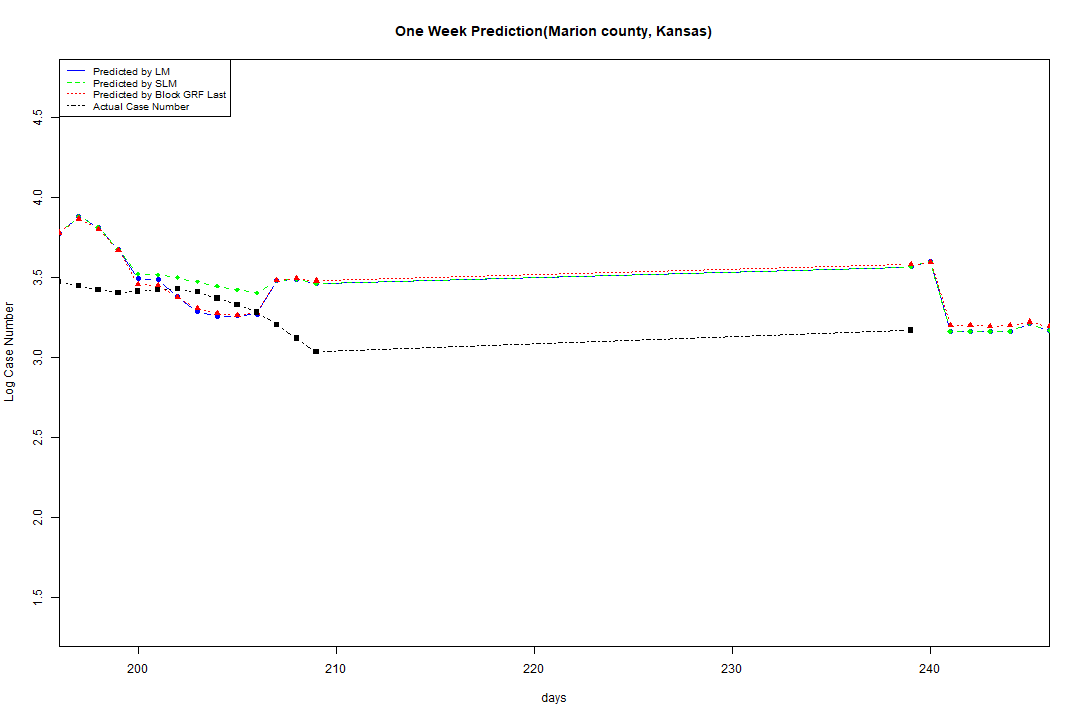 One Week Prediction(Marion county, Kansas)
Predicted by LM
Predicted by SLM
Predicted by Block GRF Last
Actual Case Number
Log Case Number
4.5
4.0
3.5
3.0
2.5
2.0
1.5
200 210 220 230 240
days